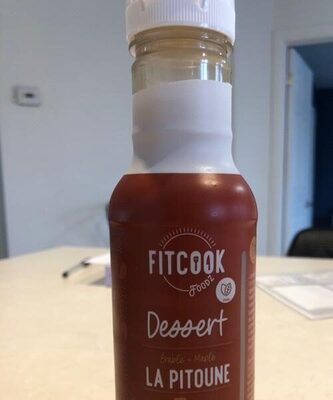 FITCOOK
FOODZ
Dessert
Érable - Maple
LA PITOUNE